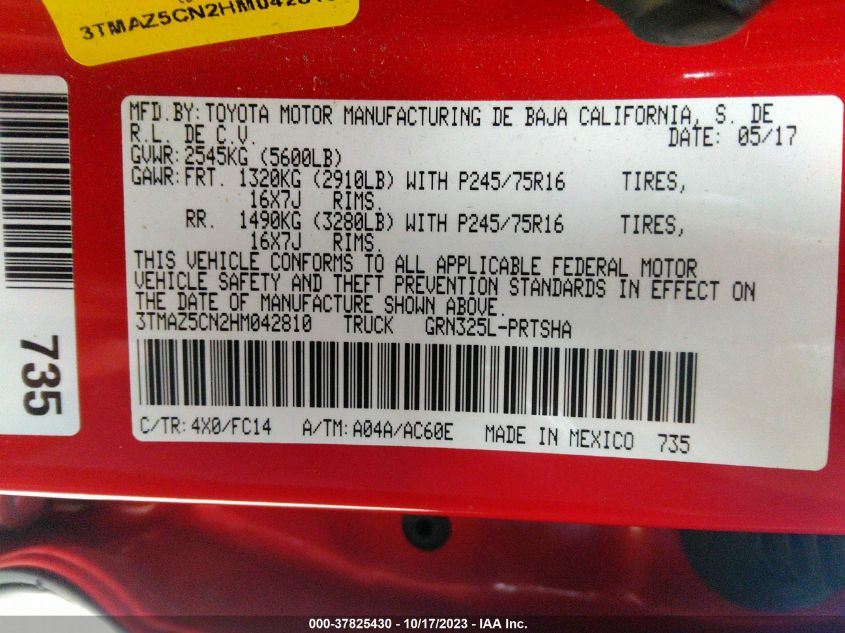 3TMAZ5CN2HM042810
MFD.BY:TOYOTA MOTOR MANUFACTURING DE BAJA CALIFORNIA, S. DE
R.L. DE C.V. DATE: 05/17
GVWR:2545KG (5600LB)
GAWR:FRT. 1320KG (2910LB) WITH P245/75R16 TIRES,
16X7J RIMS.
RR. 1490KG (3280LB) WITH P245/75R16 TIRES,
16X7J RIMS.
THIS VEHICLE CONFORMS TO ALL APPLICABLE FEDERAL MOTOR
VEHICLE SAFETY AND THEFT PREVENTION STANDARDS IN EFFECT ON
THE DATE OF MANUFACTURE SHOWN ABOVE.
3TMAZ5CN2HM042810 TRUCK GRN325L-PRTSHA
C/TR:4X0/FC14 A/TM:A04A/AC60E MADE IN MEXICO 735
735
000-37825430 - 10/17/2023 - IAA Inc.